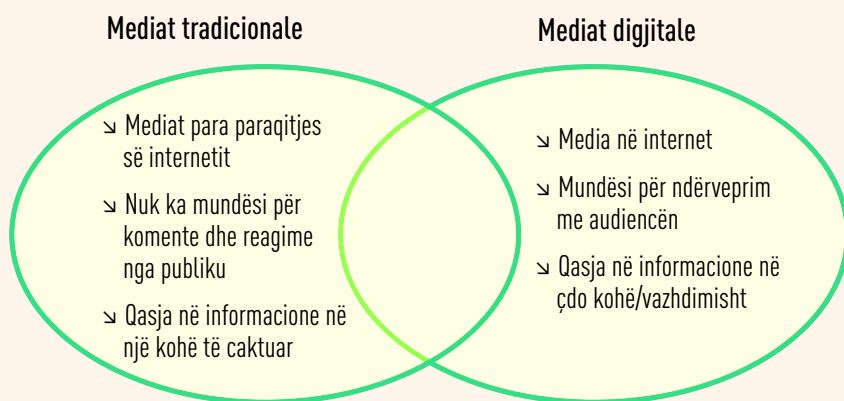 Mediat tradicionale
↘ Mediat para paraqitjes
së internetit
↘ Nuk ka mundësi për
komente dhe reagime
nga publiku
↘ Qasja në informacione në
një kohë të caktuar
Mediat digjitale
↘ Media në internet
↘ Mundësi për ndërveprim
me audiencën
↘ Qasja në informacione në
çdo kohë/vazhdimisht